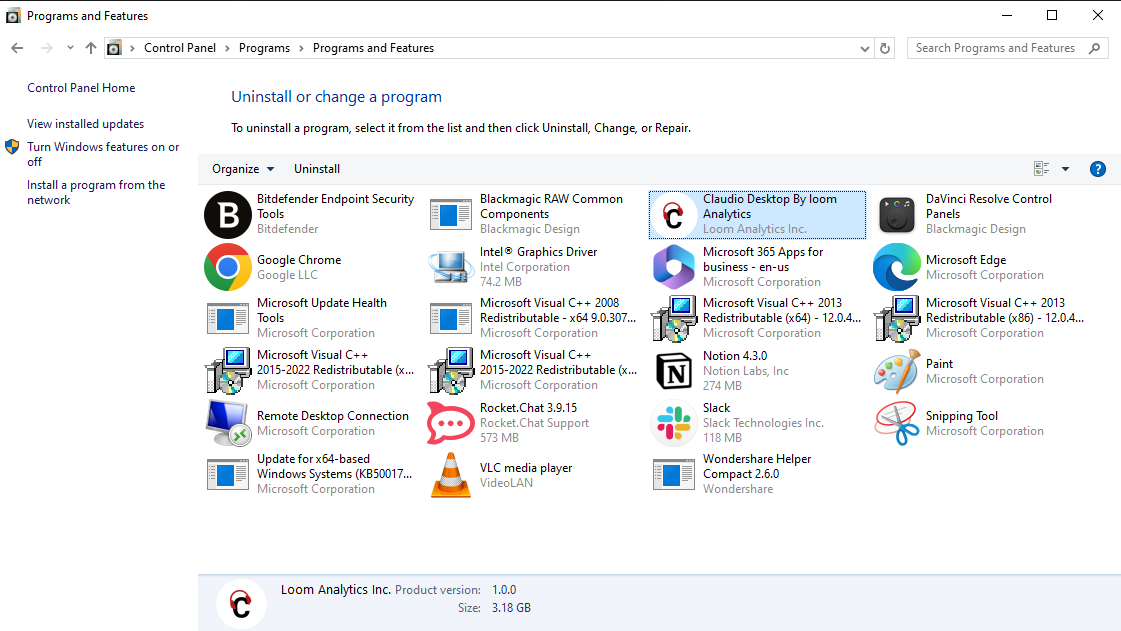 Programs and Features
Control Panel > Programs > Programs and Features
Search Programs and Features
Control Panel Home
View installed updates
Turn Windows features on or
off
Install a program from the
network
Uninstall or change a program
To uninstall a program, select it from the list and then click Uninstall, Change, or Repair.
Organize
Uninstall
?
B
Bitdefender Endpoint Security
Tools
Bitdefender
Blackmagic RAW Common
Components
Blackmagic Design
C
Claudio Desktop By loom
Analytics
Loom Analytics Inc.
DaVinci Resolve Control
Panels
Blackmagic Design
Google Chrome
Google LLC
Intel® Graphics Driver
Intel Corporation
74.2 MB
Microsoft 365 Apps for
business - en-us
Microsoft Corporation
Microsoft Edge
Microsoft Corporation
Microsoft Update Health
Tools
Microsoft Corporation
Microsoft Visual C++ 2008
Redistributable - x64 9.0.307...
Microsoft Corporation
Microsoft Visual C++ 2013
Redistributable (x64) - 12.0.4...
Microsoft Corporation
Microsoft Visual C++ 2013
Redistributable (x86) - 12.0.4...
Microsoft Corporation
Microsoft Visual C++
2015-2022 Redistributable (x...
Microsoft Corporation
Microsoft Visual C++
2015-2022 Redistributable (x...
Microsoft Corporation
N
Notion 4.3.0
Notion Labs, Inc
274 MB
Paint
Microsoft Corporation
Remote Desktop Connection
Microsoft Corporation
Rocket.Chat 3.9.15
Rocket.Chat Support
573 MB
Slack
Slack Technologies Inc.
118 MB
Snipping Tool
Microsoft Corporation
Update for x64-based
Windows Systems (KB50017...
Microsoft Corporation
VLC media player
VideoLAN
Wondershare Helper
Compact 2.6.0
Wondershare
C
Loom Analytics Inc. Product version: 1.0.0
Size: 3.18 GB